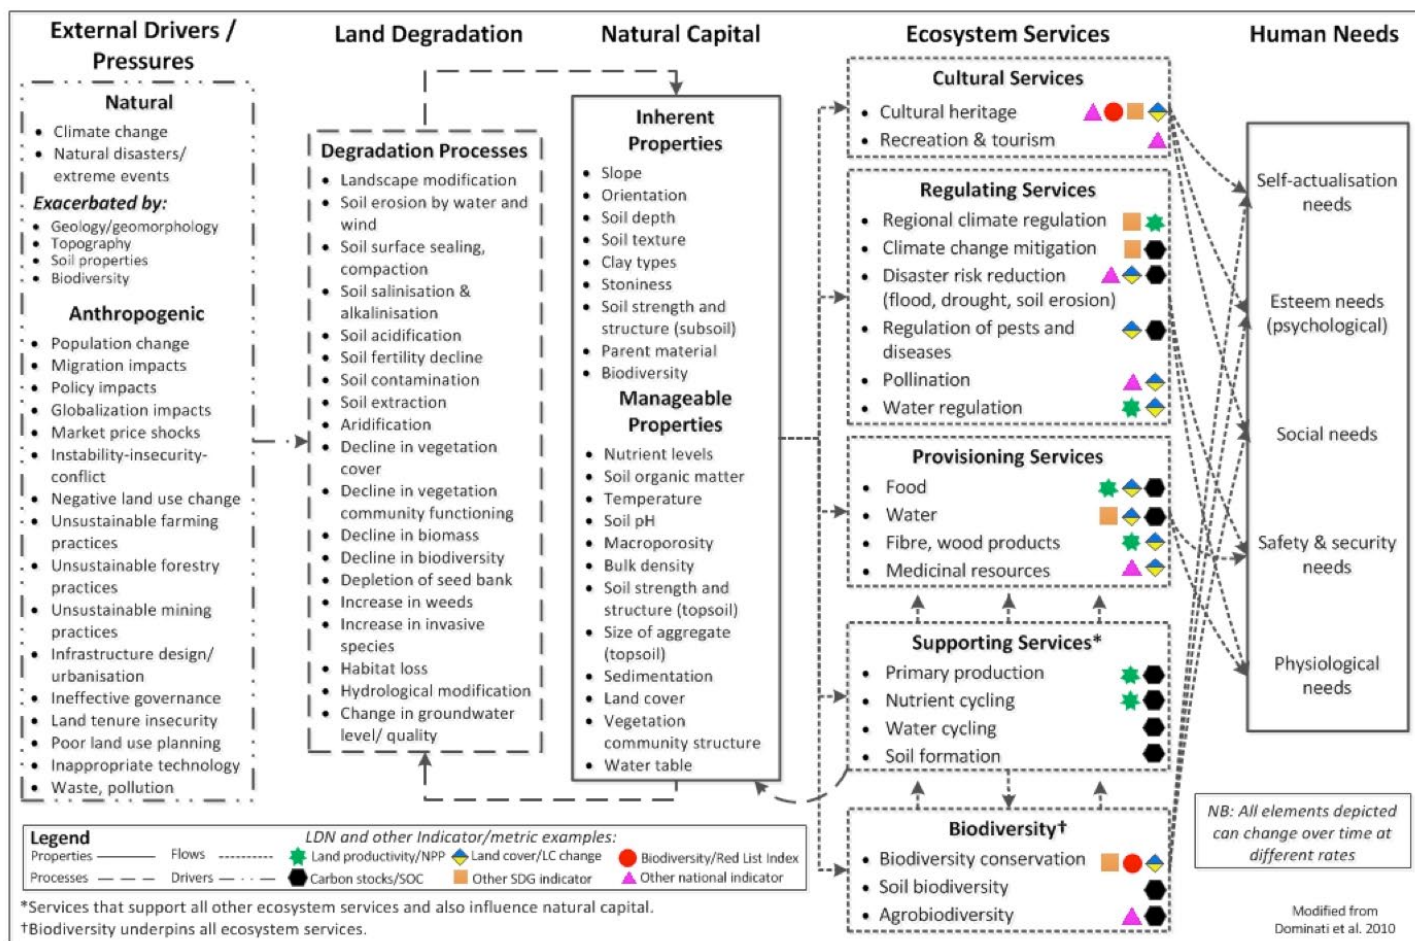 External Drivers /
Pressures
Natural
• Climate change
• Natural disasters/
extreme events
Exacerbated by:
• Geology/geomorphology
• Topography
• Soil properties
• Biodiversity
Anthropogenic
• Population change
• Migration impacts
• Policy impacts
• Globalization impacts
• Market price shocks
• Instability-insecurity-
conflict
• Negative land use change
• Unsustainable farming
practices
• Unsustainable forestry
practices
• Unsustainable mining
practices
• Infrastructure design/
urbanisation
• Ineffective governance
• Land tenure insecurity
• Poor land use planning
• Inappropriate technology
• Waste, pollution
Land Degradation
Degradation Processes
• Landscape modification
• Soil erosion by water and
wind
• Soil surface sealing,
compaction
• Soil salinisation &
alkalinisation
• Soil acidification
• Soil fertility decline
• Soil contamination
• Soil extraction
• Aridification
• Decline in vegetation
cover
• Decline in vegetation
community functioning
• Decline in biomass
• Decline in biodiversity
• Depletion of seed bank
• Increase in weeds
• Increase in invasive
species
• Habitat loss
• Hydrological modification
• Change in groundwater
level/ quality
Natural Capital
Inherent
Properties
• Slope
• Orientation
• Soil depth
• Soil texture
• Clay types
• Stoniness
• Soil strength and
structure (subsoil)
• Parent material
• Biodiversity
Manageable
Properties
• Nutrient levels
• Soil organic matter
• Temperature
• Soil pH
• Macroporosity
• Bulk density
• Soil strength and
structure (topsoil)
• Size of aggregate
(topsoil)
• Sedimentation
• Land cover
• Vegetation
community structure
• Water table
Ecosystem Services
Cultural Services
• Cultural heritage
• Recreation & tourism
Regulating Services
• Regional climate regulation
• Climate change mitigation
• Disaster risk reduction
(flood, drought, soil erosion)
• Regulation of pests and
diseases
• Pollination
• Water regulation
Provisioning Services
• Food
• Water
• Fibre, wood products
• Medicinal resources
Supporting Services*
• Primary production
• Nutrient cycling
• Water cycling
• Soil formation
Biodiversity†
• Biodiversity conservation
• Soil biodiversity
• Agrobiodiversity
Human Needs
Self-actualisation
needs
Esteem needs
(psychological)
Social needs
Safety & security
needs
Physiological
needs
NB: All elements depicted
can change over time at
different rates
Legend
LDN and other Indicator/metric examples:
Properties Flows Land productivity/NPP Land cover/LC change Biodiversity/Red List Index
Processes Drivers Carbon stocks/SOC Other SDG indicator Other national indicator
*Services that support all other ecosystem services and also influence natural capital.
†Biodiversity underpins all ecosystem services.
Modified from
Dominati et al. 2010